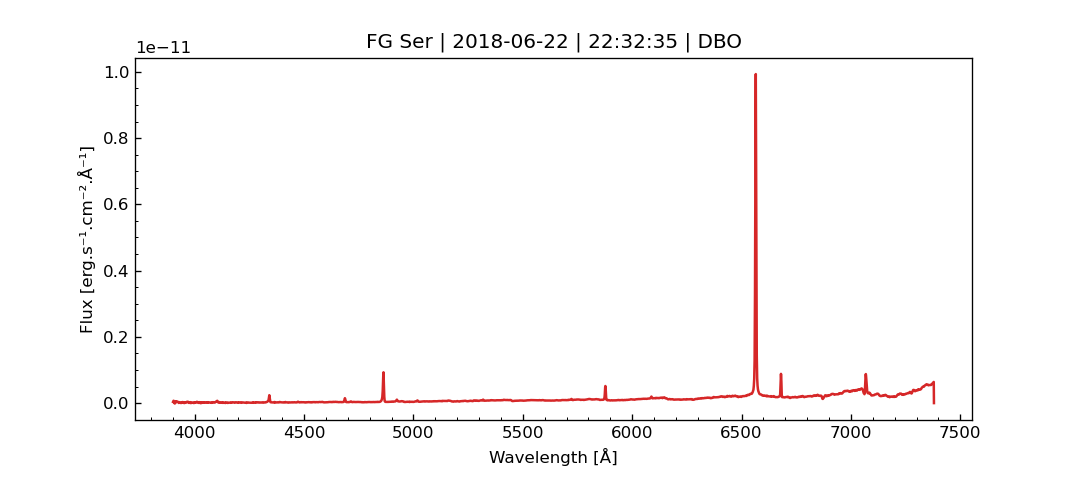 FG Ser | 2018-06-22 | 22:32:35 | DBO
1e−11
1.0
0.8
0.6
0.4
0.2
0.0
Flux [erg.s⁻¹.cm⁻².Å⁻¹]
4000 4500 5000 5500 6000 6500 7000 7500
Wavelength [Å]